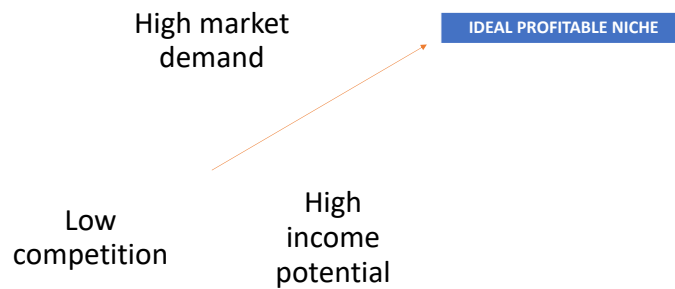 High market
demand
IDEAL PROFITABLE NICHE
Low
competition
High
income
potential